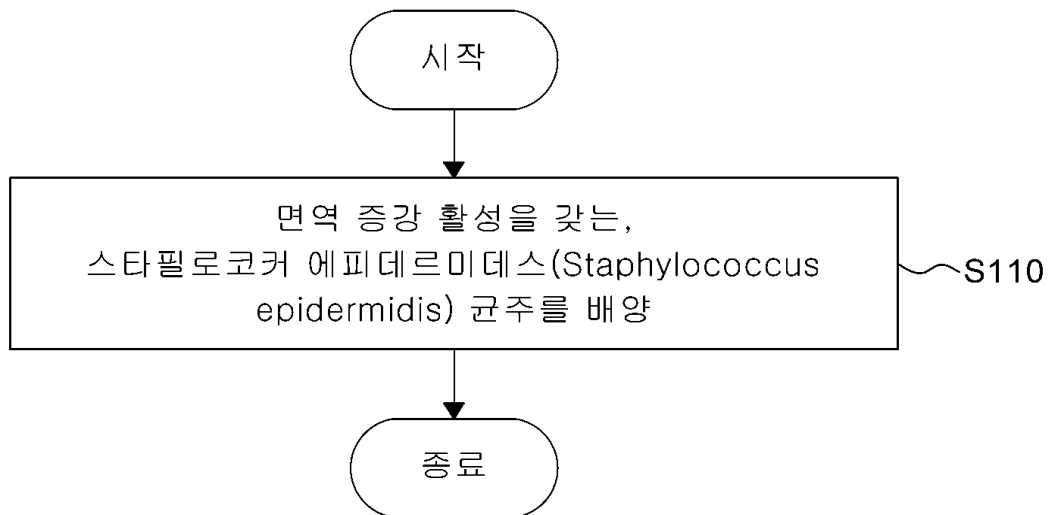 시작
면역 증강 활성을 갖는,
스타필로코커 에피데르미데스(Staphylococcus
epidermidis) 균주를 배양
S110
종료